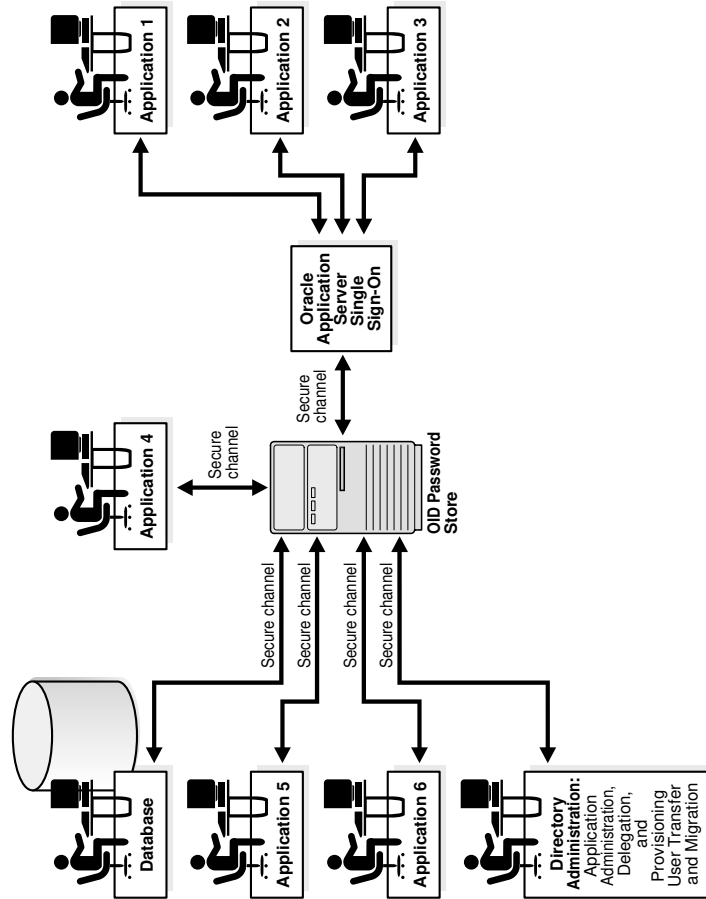 Application 1
Application 2
Application 3
Oracle
Application
Server
Single
Sign-On
Secure
channel
Application 4
Secure
channel
OID Password
Store
Secure channel
Secure channel
Secure channel
Secure channel
Database
Application 5
Application 6
Directory
Administration:
Application
Administration,
Delegation,
and
Provisioning
User Transfer
and Migration